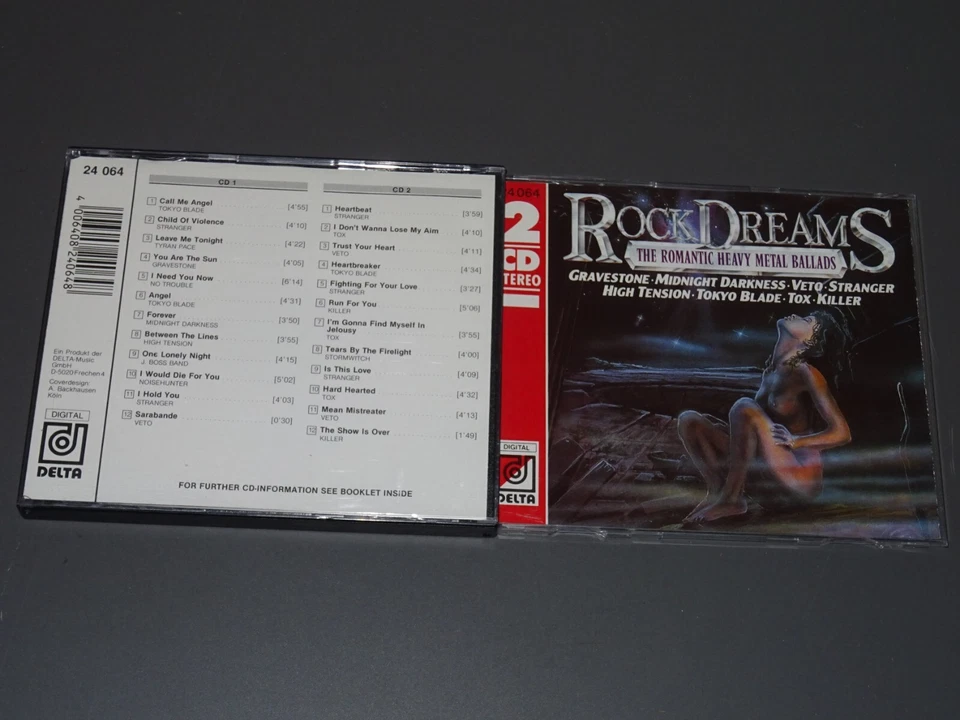 24 064
4 006408 240648
Ein Produkt der
DELTA-Music
GmbH
D-5020 Frechen 4
Coverdesign:
A. Backhausen
Köln
DIGITAL
DELTA
CD 1
1 Call Me Angel [4'55]
TOKYO BLADE
2 Child Of Violence [4'10]
STRANGER
3 Leave Me Tonight [4'22]
TYRAN PACE
4 You Are The Sun [4'05]
GRAVESTONE
5 I Need You Now [6'14]
NO TROUBLE
6 Angel [4'31]
TOKYO BLADE
7 Forever [3'50]
MIDNIGHT DARKNESS
8 Between The Lines [3'55]
HIGH TENSION
9 One Lonely Night [4'15]
J. BOSS BAND
10 I Would Die For You [5'02]
NOISEHUNTER
11 I Hold You [4'03]
STRANGER
12 Sarabande [0'30]
VETO
CD 2
1 Heartbeat [3'59]
STRANGER
2 I Don't Wanna Lose My Aim [4'10]
TOX
3 Trust Your Heart [4'11]
VETO
4 Heartbreaker [4'34]
TOKYO BLADE
5 Fighting For Your Love [3'27]
STRANGER
6 Run For You [5'06]
KILLER
7 I'm Gonna Find Myself In
Jelousy [3'55]
TOX
8 Tears By The Firelight [4'00]
STORMWITCH
9 Is This Love [4'09]
STRANGER
10 Hard Hearted [4'32]
TOX
11 Mean Mistreater [4'13]
VETO
12 The Show Is Over [1'49]
KILLER
FOR FURTHER CD-INFORMATION SEE BOOKLET INSIDE
24 064
2
CD
STEREO
DIGITAL
DELTA
ROCK DREAMS
THE ROMANTIC HEAVY METAL BALLADS
GRAVESTONE · MIDNIGHT DARKNESS · VETO · STRANGER
HIGH TENSION · TOKYO BLADE · TOX · KILLER